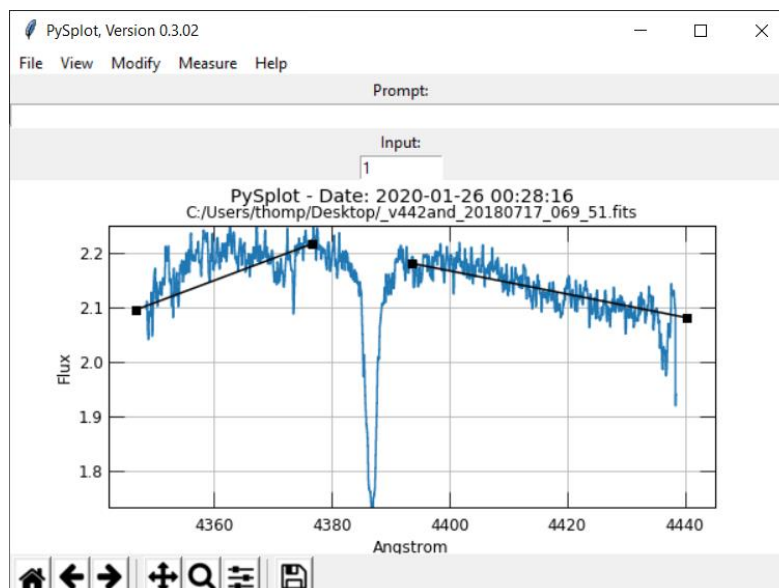 PySplot, Version 0.3.02
File View Modify Measure Help
Prompt:
Input:
1
PySplot - Date: 2020-01-26 00:28:16
C:/Users/thomp/Desktop/_v442and_20180717_069_51.fits
2.2
2.1
2.0
1.9
1.8
Flux
4360 4380 4400 4420 4440
Angstrom